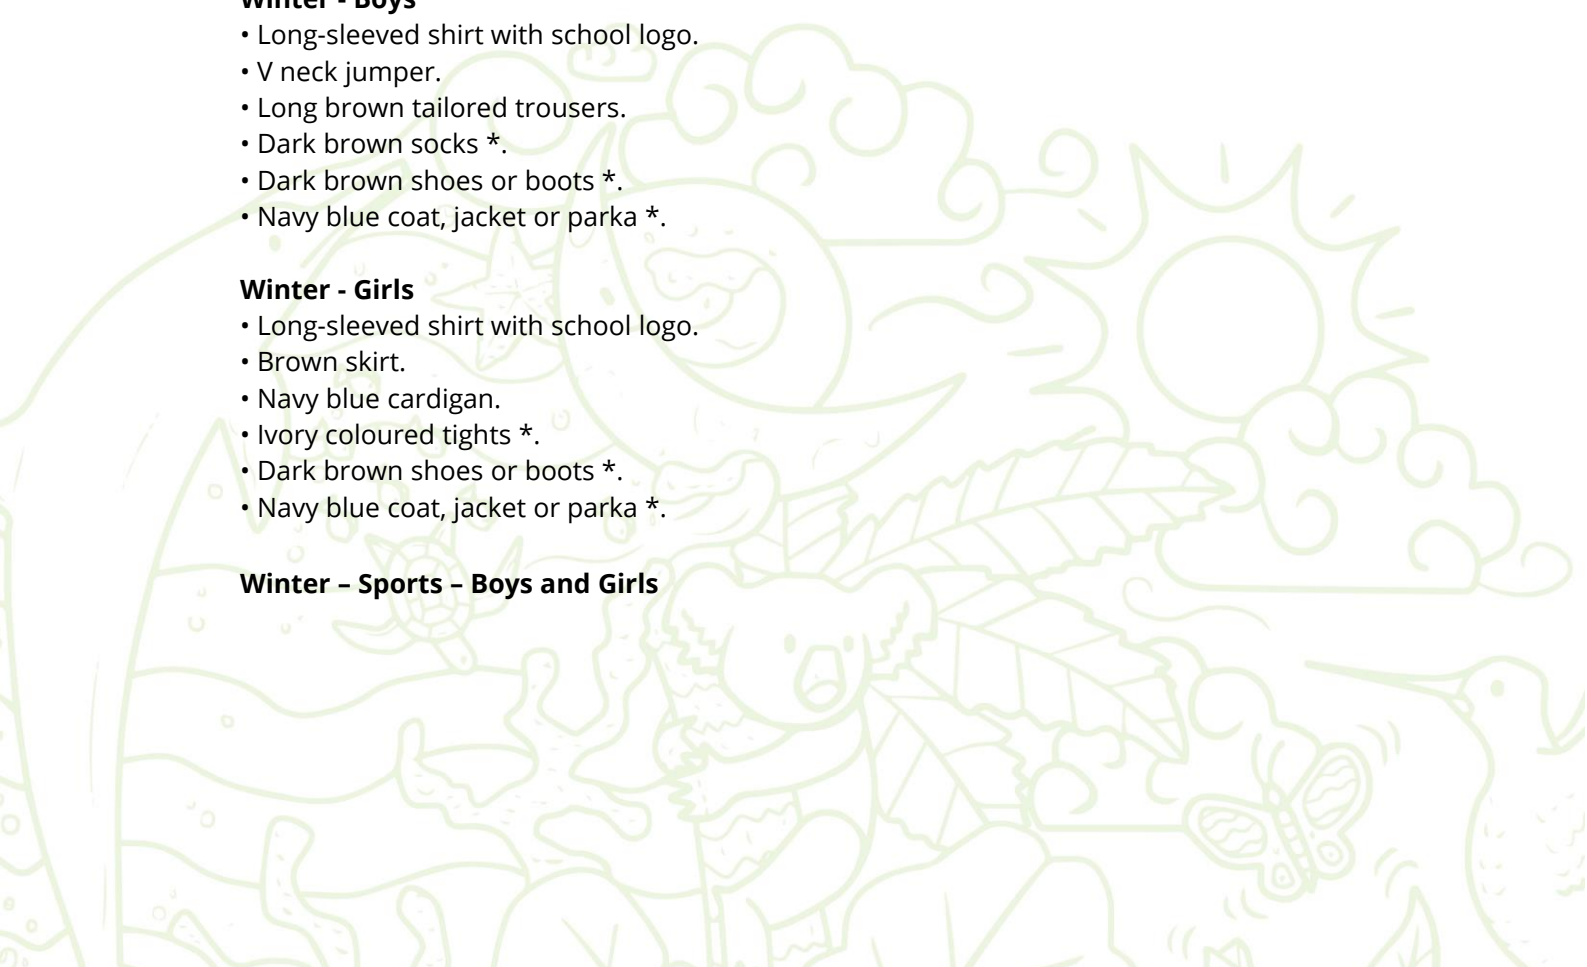 Winter - Boys
• Long-sleeved shirt with school logo.
• V neck jumper.
• Long brown tailored trousers.
• Dark brown socks *.
• Dark brown shoes or boots *.
• Navy blue coat, jacket or parka *.
Winter - Girls
• Long-sleeved shirt with school logo.
• Brown skirt.
• Navy blue cardigan.
• Ivory coloured tights *.
• Dark brown shoes or boots *.
• Navy blue coat, jacket or parka *.
Winter – Sports – Boys and Girls